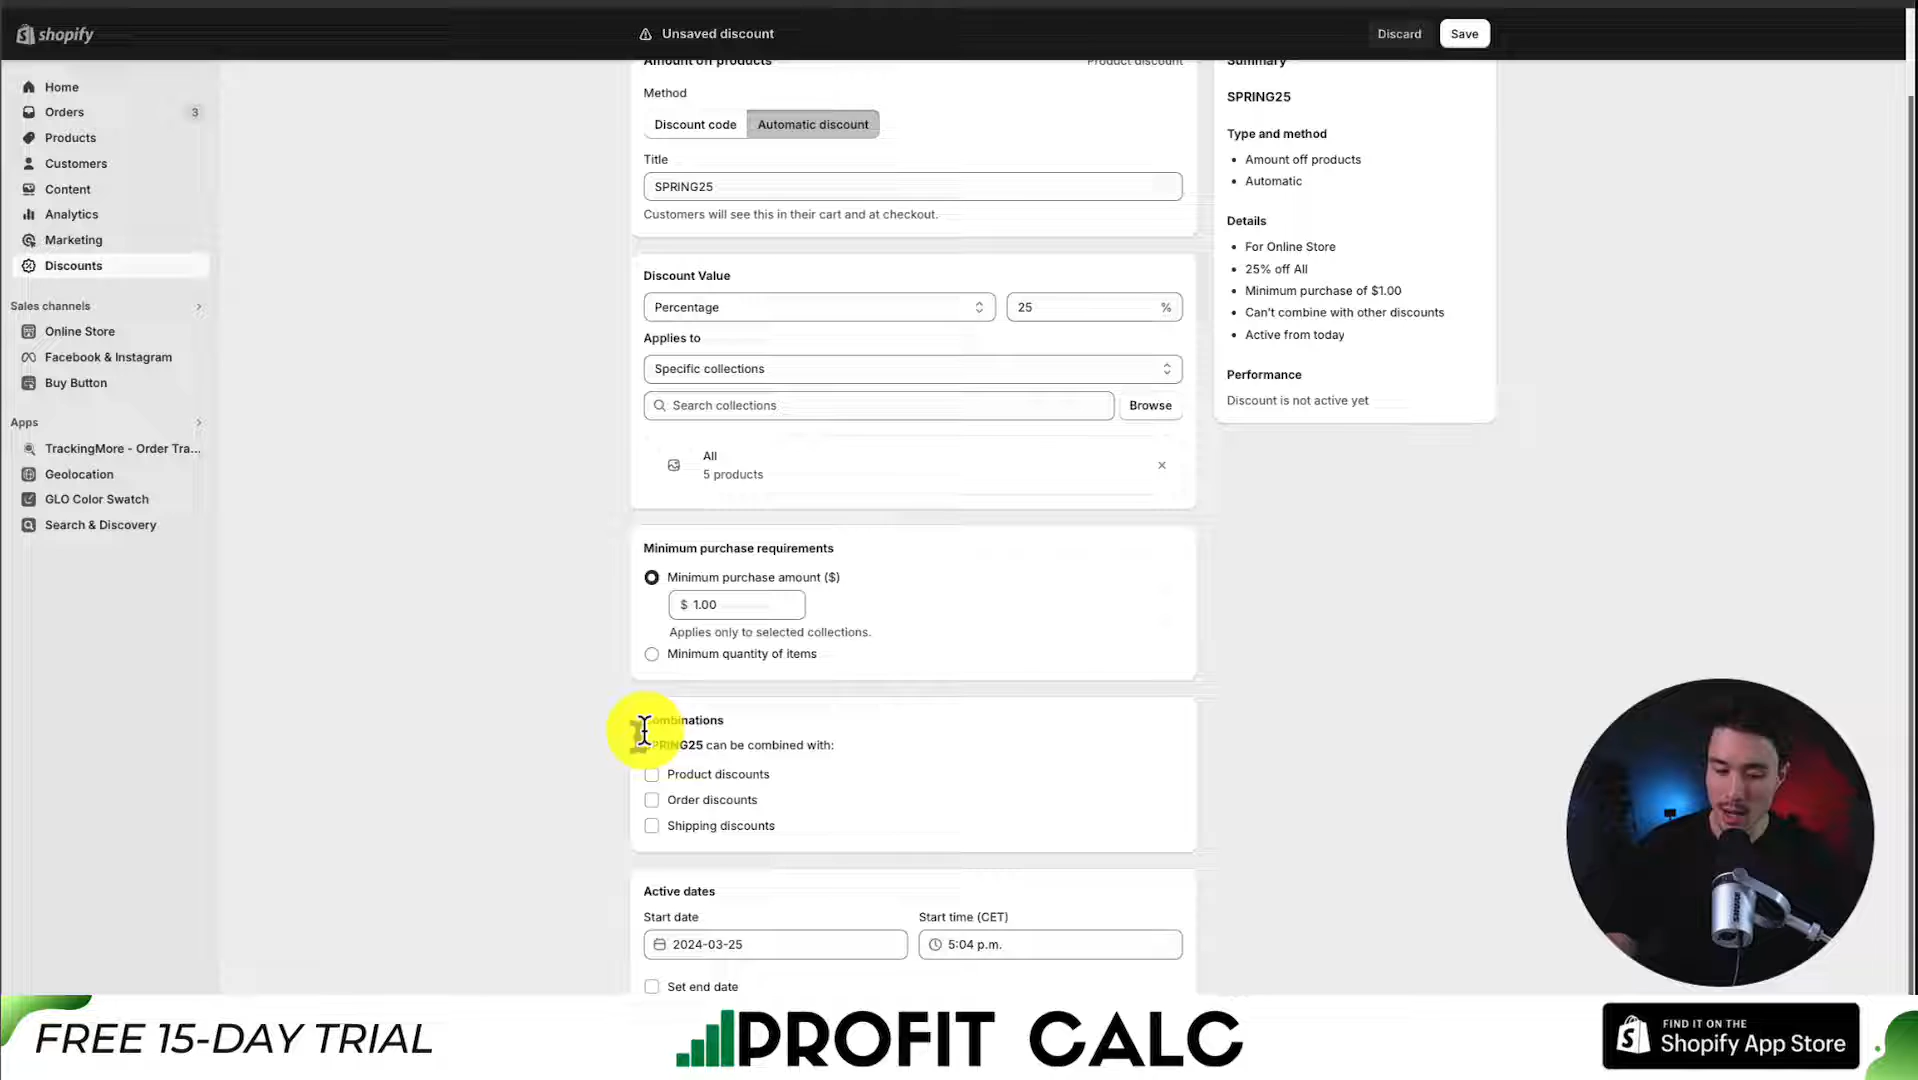 shopify
Unsaved discount
Discard
Save
Home
Orders
3
Products
Customers
Content
Analytics
Marketing
Discounts
Sales channels
Online Store
Facebook & Instagram
Buy Button
Apps
TrackingMore - Order Tra...
Geolocation
GLO Color Swatch
Search & Discovery
Amount off products
Product discount
Method
Discount code
Automatic discount
Title
SPRING25
Customers will see this in their cart and at checkout.
Discount Value
Percentage
25 %
Applies to
Specific collections
Search collections
Browse
All
5 products
Minimum purchase requirements
Minimum purchase amount ($)
$ 1.00
Applies only to selected collections.
Minimum quantity of items
Combinations
SPRING25 can be combined with:
Product discounts
Order discounts
Shipping discounts
Active dates
Start date
Start time (CET)
2024-03-25
5:04 p.m.
Set end date
Summary
SPRING25
Type and method
• Amount off products
• Automatic
Details
• For Online Store
• 25% off All
• Minimum purchase of $1.00
• Can't combine with other discounts
• Active from today
Performance
Discount is not active yet
FREE 15-DAY TRIAL
PROFIT CALC
FIND IT ON THE
Shopify App Store